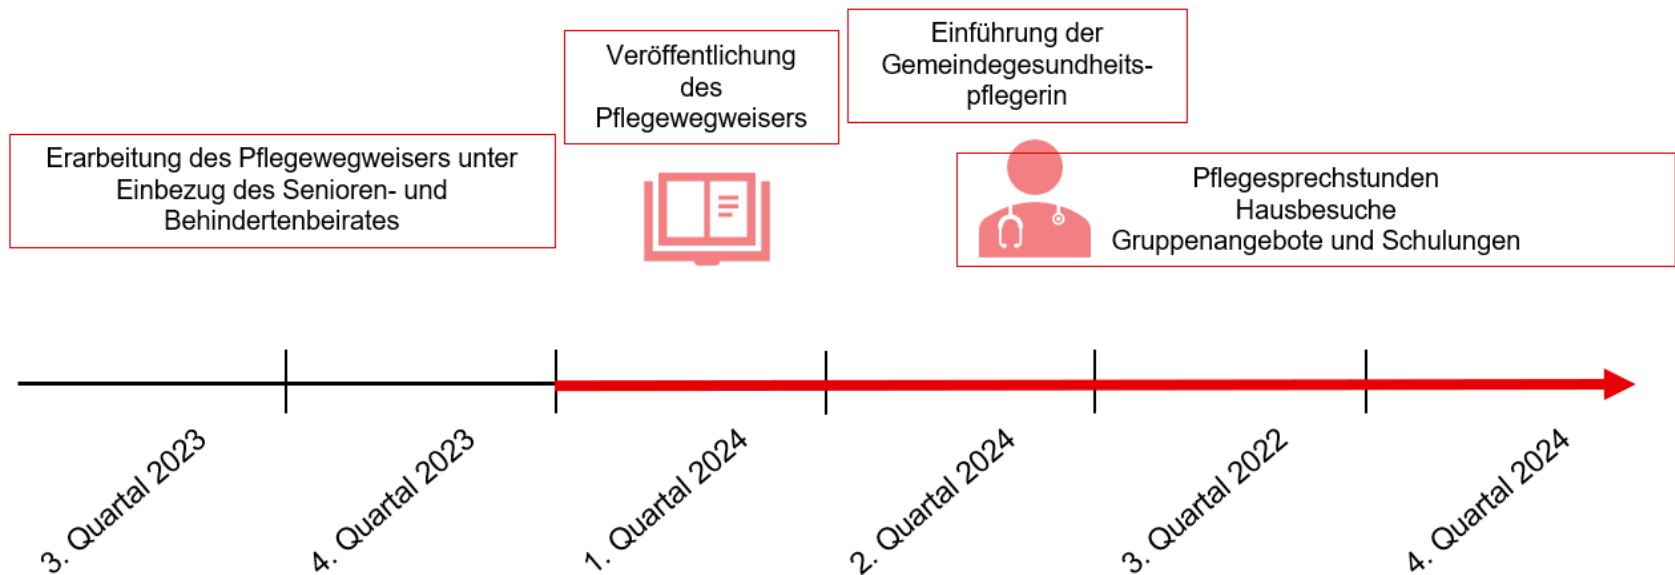 Erarbeitung des Pflegewegweisers unter
Einbezug des Senioren- und
Behindertenbeirates
Veröffentlichung
des
Pflegewegweisers
Einführung der
Gemeindegesundheits-
pflegerin
Pflegesprechstunden
Hausbesuche
Gruppenangebote und Schulungen
3. Quartal 2023
4. Quartal 2023
1. Quartal 2024
2. Quartal 2024
3. Quartal 2022
4. Quartal 2024